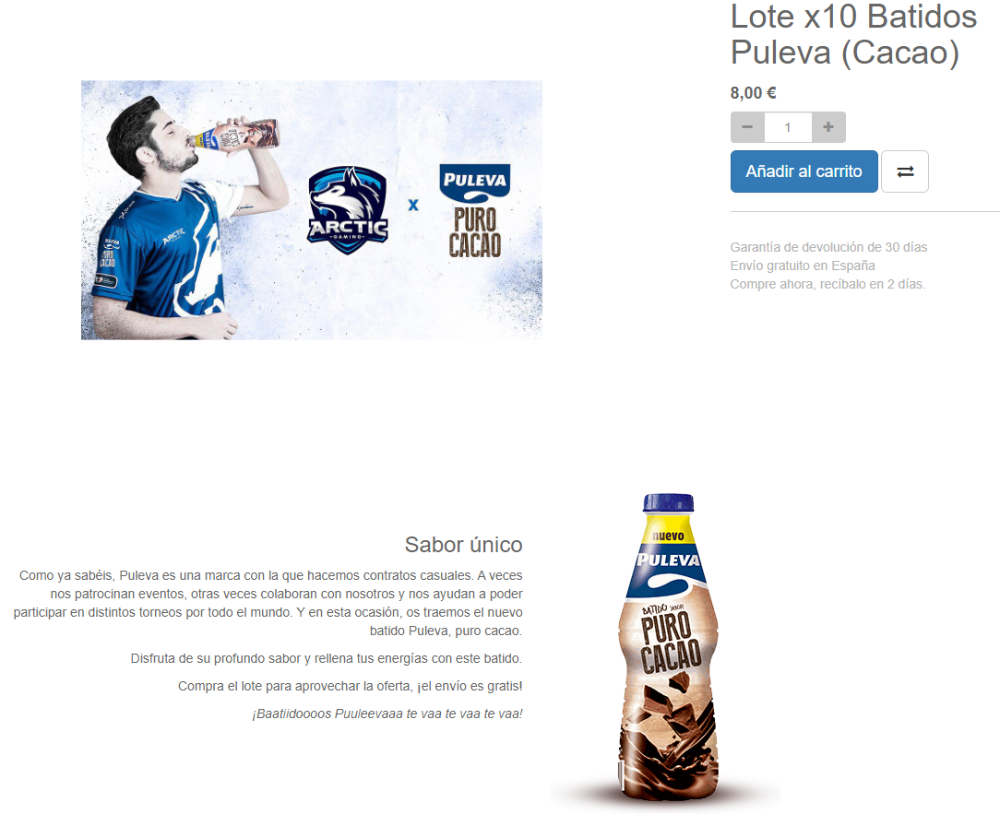 Lote x10 Batidos
Puleva (Cacao)
8,00 €
1
Añadir al carrito
Garantía de devolución de 30 días
Envío gratuito en España
Compre ahora, recíbalo en 2 días.
ARCTIC
PULEVA
PURO
CACAO
ARCTIC
GAMING
x
PULEVA
PURO
CACAO
Sabor único
Como ya sabéis, Puleva es una marca con la que hacemos contratos casuales. A veces
nos patrocinan eventos, otras veces colaboran con nosotros y nos ayudan a poder
participar en distintos torneos por todo el mundo. Y en esta ocasión, os traemos el nuevo
batido Puleva, puro cacao.
Disfruta de su profundo sabor y rellena tus energías con este batido.
Compra el lote para aprovechar la oferta, ¡el envío es gratis!
¡Baatiidoooos Puuleevaaa te vaa te vaa te vaa!
nuevo
PULEVA
BATIDO SABOR
PURO
CACAO